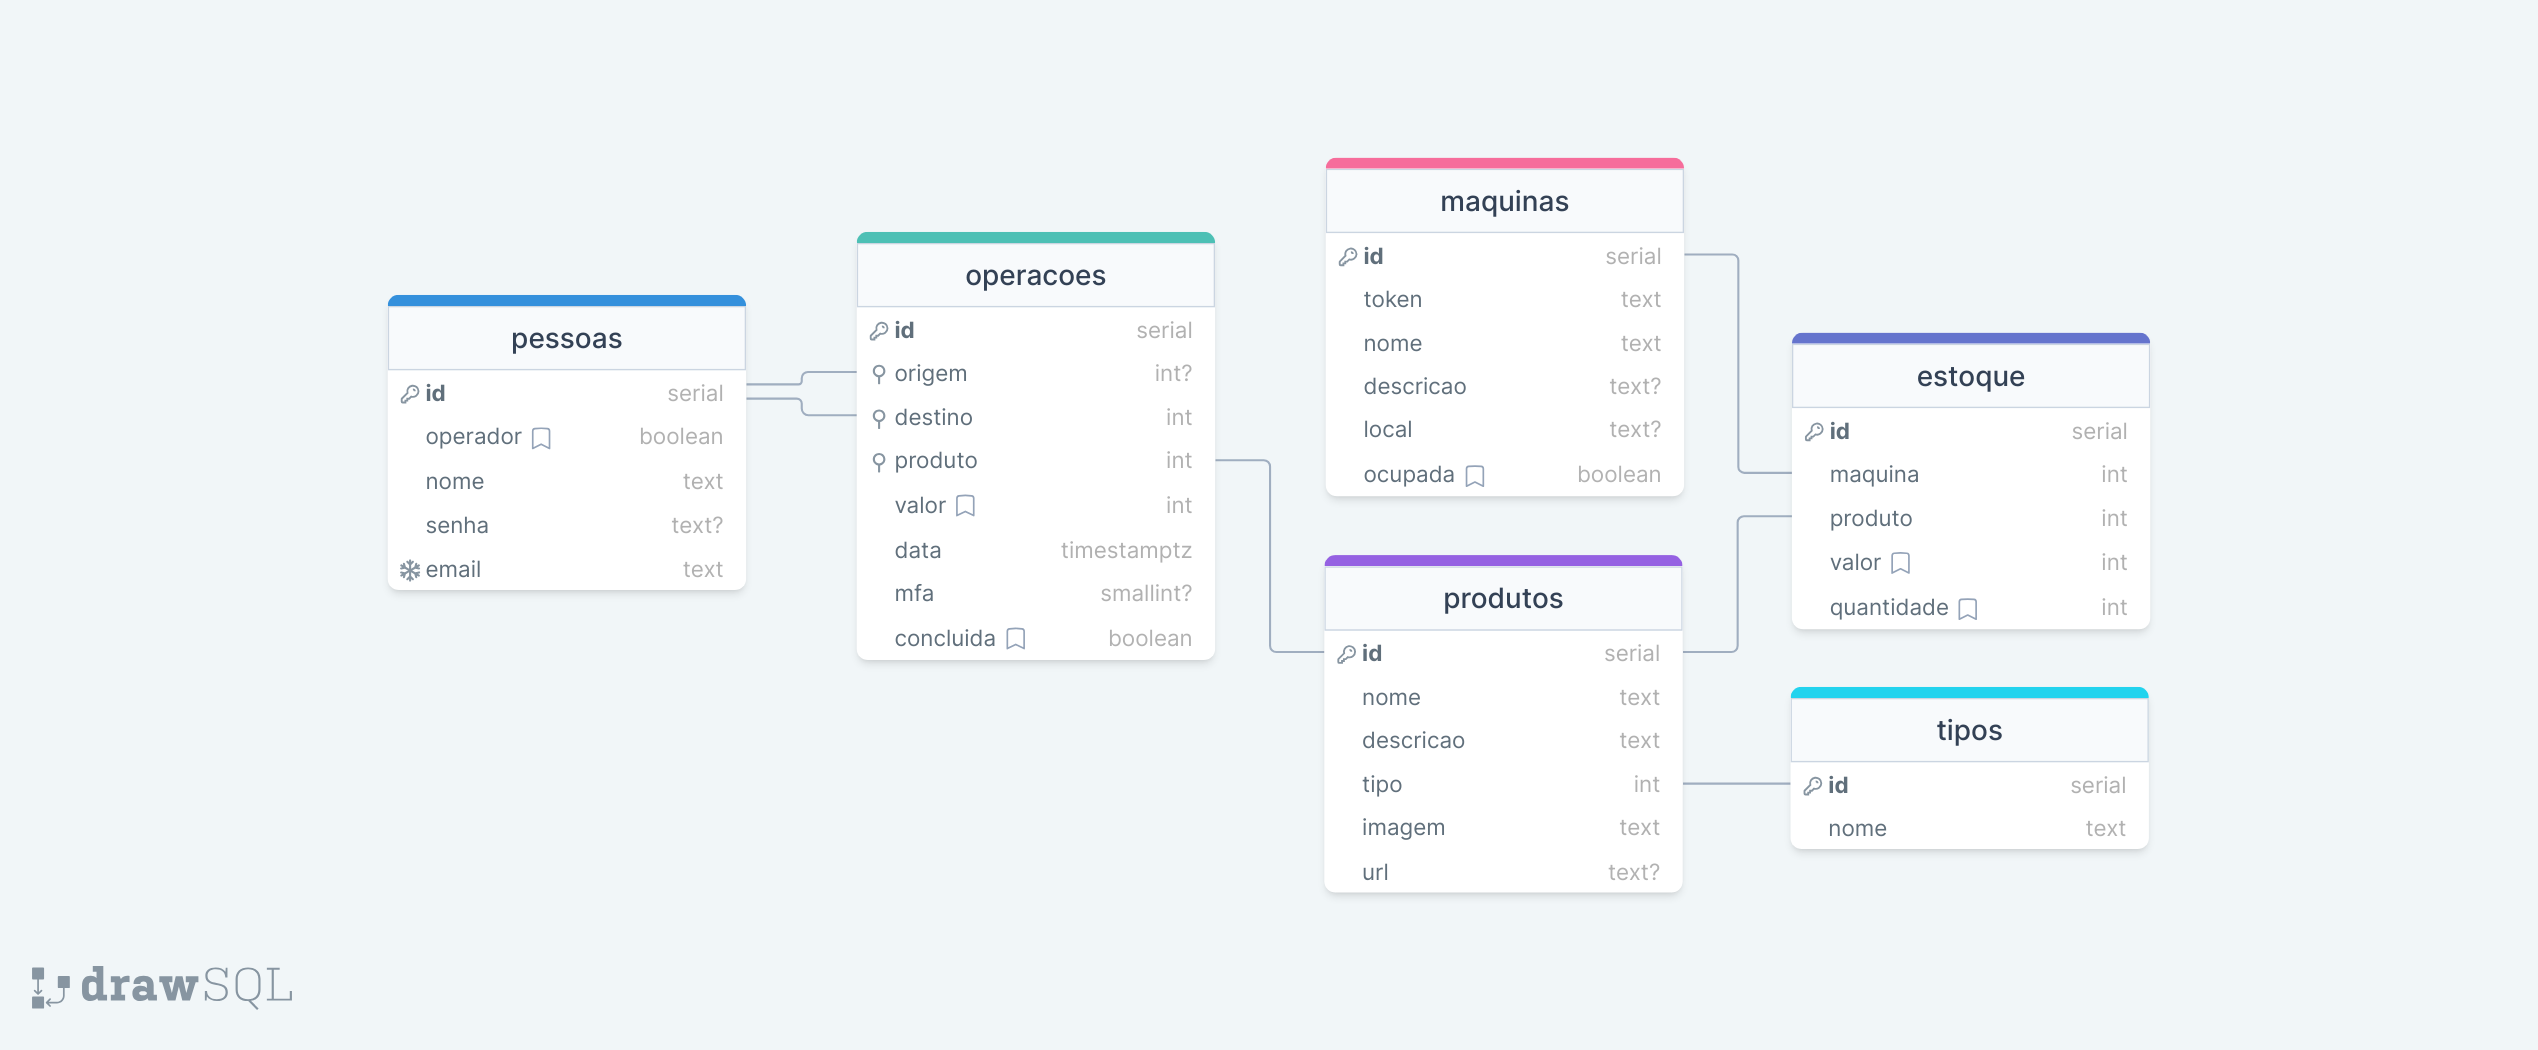 pessoas
id serial
operador boolean
nome text
senha text?
email text
operacoes
id serial
origem int?
destino int
produto int
valor int
data timestamptz
mfa smallint?
concluida boolean
maquinas
id serial
token text
nome text
descricao text?
local text?
ocupada boolean
produtos
id serial
nome text
descricao text
tipo int
imagem text
url text?
estoque
id serial
maquina int
produto int
valor int
quantidade int
tipos
id serial
nome text
drawSQL